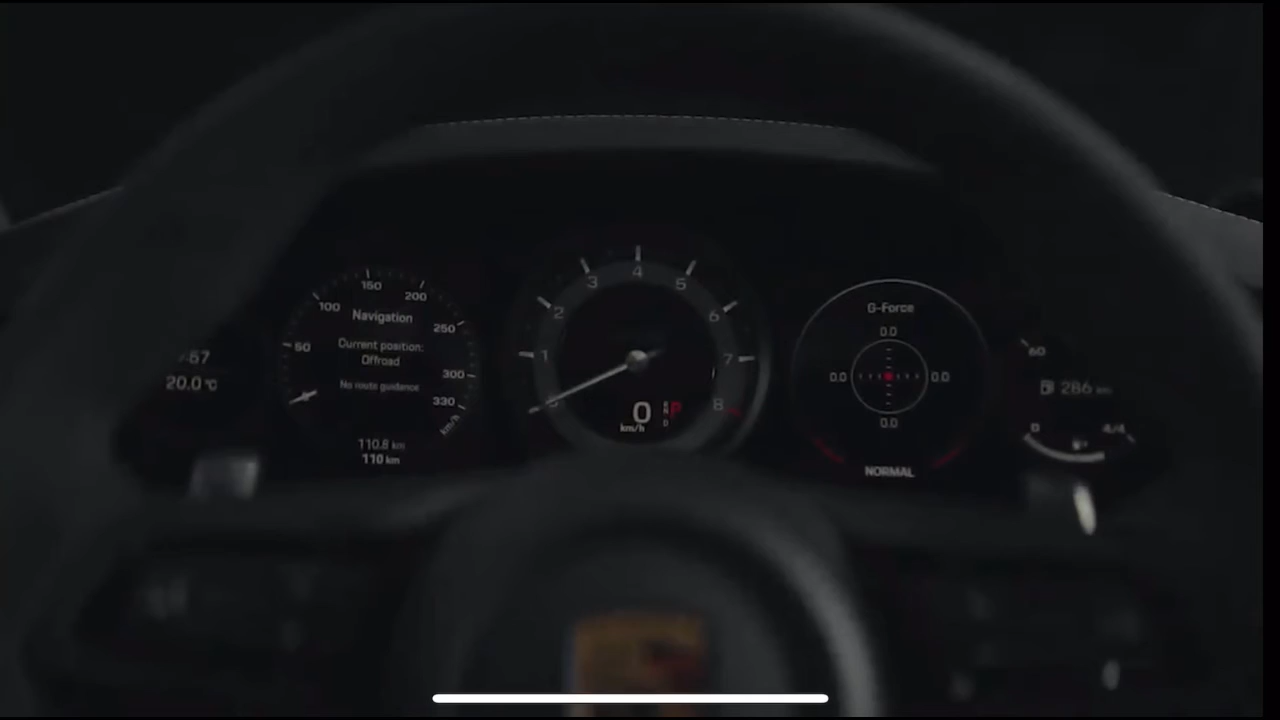 :57
20.0 °C
50
100
150
200
250
300
330
km/h
Navigation
Current position:
Offroad
No route guidance
110.8 km
110 km
1
2
3
4
5
6
7
8
0
km/h
R
N
D
P
G-Force
0.0
0.0
0.0
0.0
NORMAL
60
286 km
0
4/4